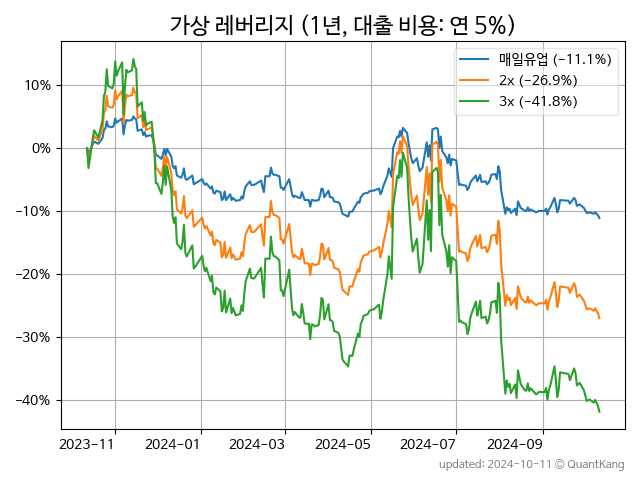 가상 레버리지 (1년, 대출 비용: 연 5%)
매일유업 (-11.1%)
2x (-26.9%)
3x (-41.8%)
10%
0%
-10%
-20%
-30%
-40%
2023-11
2024-01
2024-03
2024-05
2024-07
2024-09
updated: 2024-10-11 © QuantKang